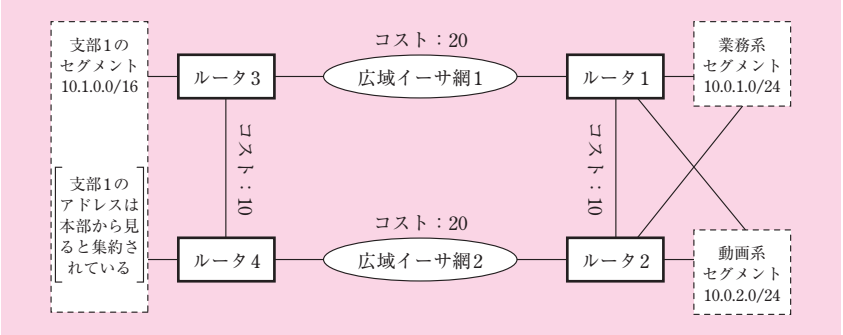 支部1の
セグメント
10.1.0.0/16
支部1の
アドレスは
本部から見
ると集約さ
れている
ルータ3
コスト：10
ルータ4
コスト：20
広域イーサ網1
コスト：20
広域イーサ網2
ルータ1
コスト：10
ルータ2
業務系
セグメント
10.0.1.0/24
動画系
セグメント
10.0.2.0/24